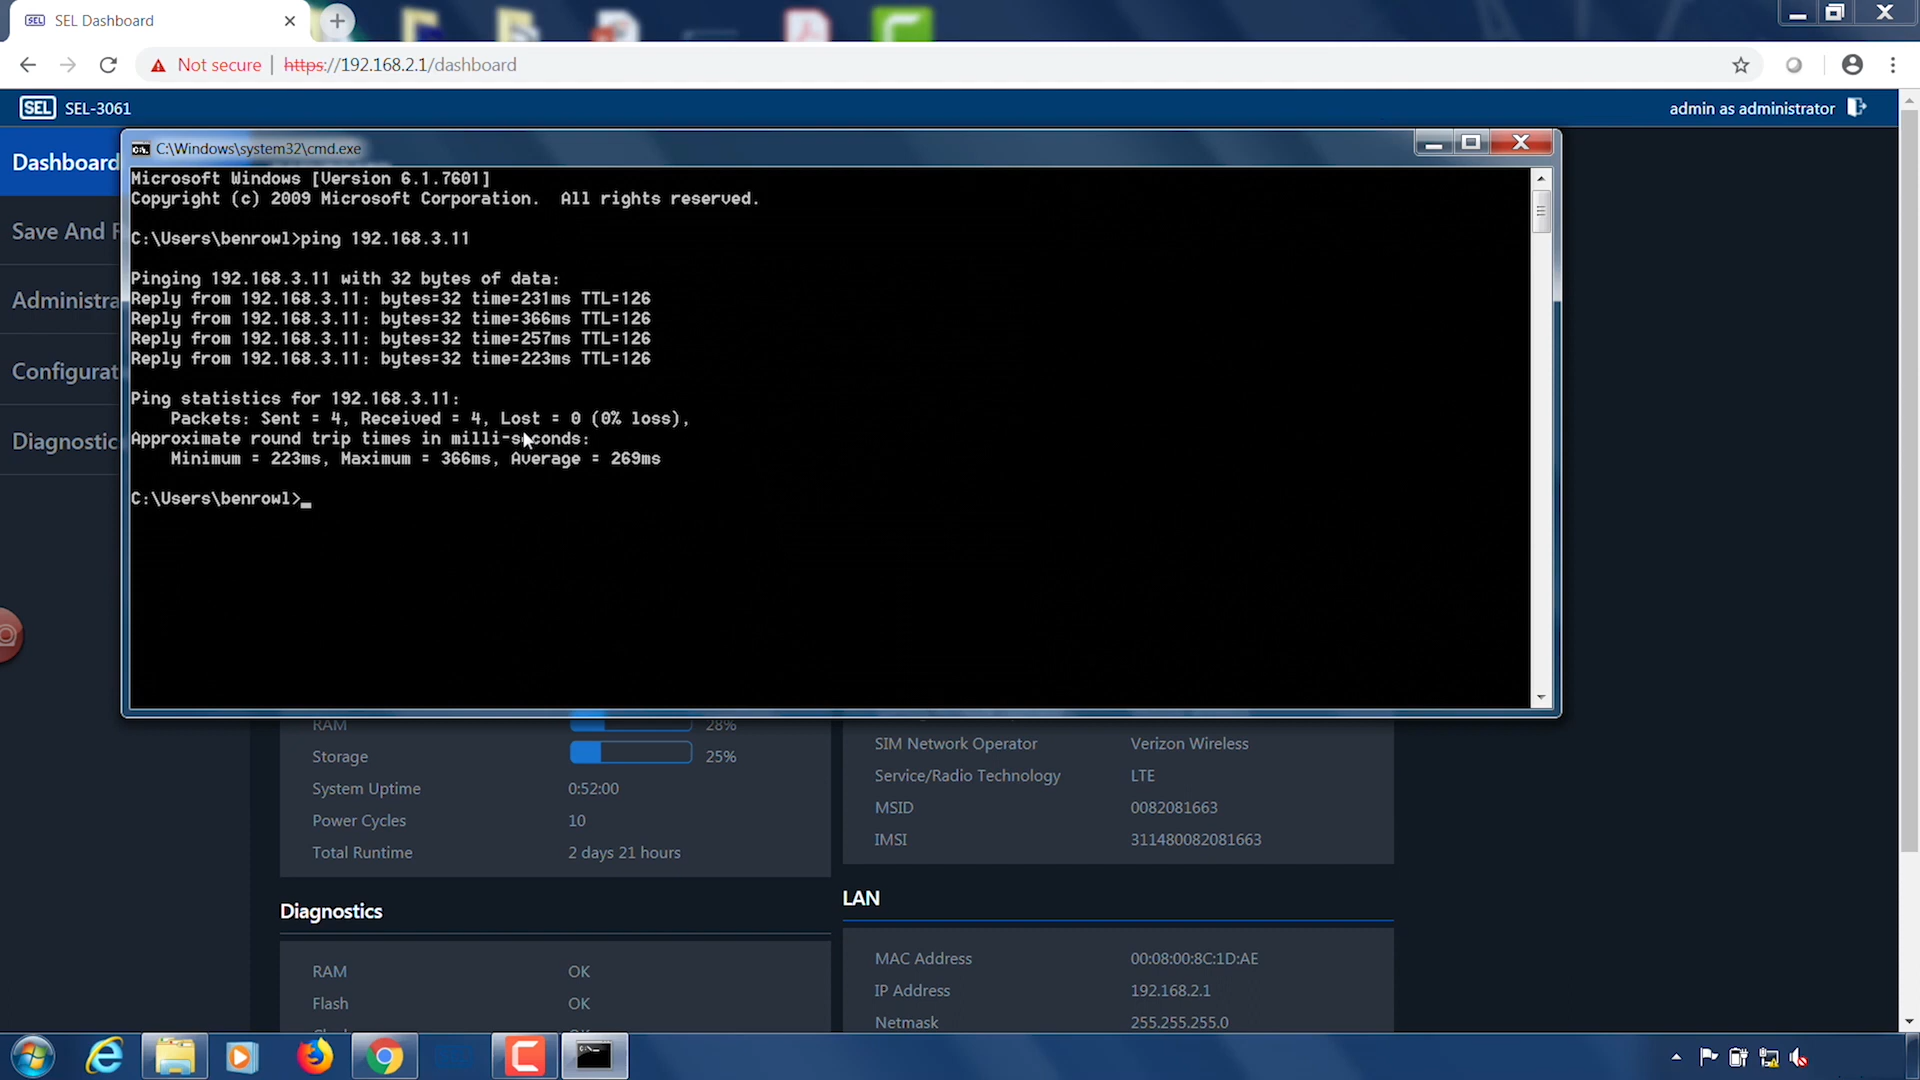 SEL Dashboard
Not secure | https://192.168.2.1/dashboard
SEL SEL-3061
admin as administrator
Dashboard
Save And R
Administra
Configurat
Diagnostic
C:\Windows\system32\cmd.exe
Microsoft Windows [Version 6.1.7601]
Copyright (c) 2009 Microsoft Corporation.  All rights reserved.
C:\Users\benrowl>ping 192.168.3.11
Pinging 192.168.3.11 with 32 bytes of data:
Reply from 192.168.3.11: bytes=32 time=231ms TTL=126
Reply from 192.168.3.11: bytes=32 time=366ms TTL=126
Reply from 192.168.3.11: bytes=32 time=257ms TTL=126
Reply from 192.168.3.11: bytes=32 time=223ms TTL=126
Ping statistics for 192.168.3.11:
Packets: Sent = 4, Received = 4, Lost = 0 (0% loss),
Approximate round trip times in milli-seconds:
Minimum = 223ms, Maximum = 366ms, Average = 269ms
C:\Users\benrowl>_
RAM 28%
Storage 25%
System Uptime 0:52:00
Power Cycles 10
Total Runtime 2 days 21 hours
SIM Network Operator Verizon Wireless
Service/Radio Technology LTE
MSID 0082081663
IMSI 311480082081663
Diagnostics
RAM OK
Flash OK
LAN
MAC Address 00:08:00:8C:1D:AE
IP Address 192.168.2.1
Netmask 255.255.255.0